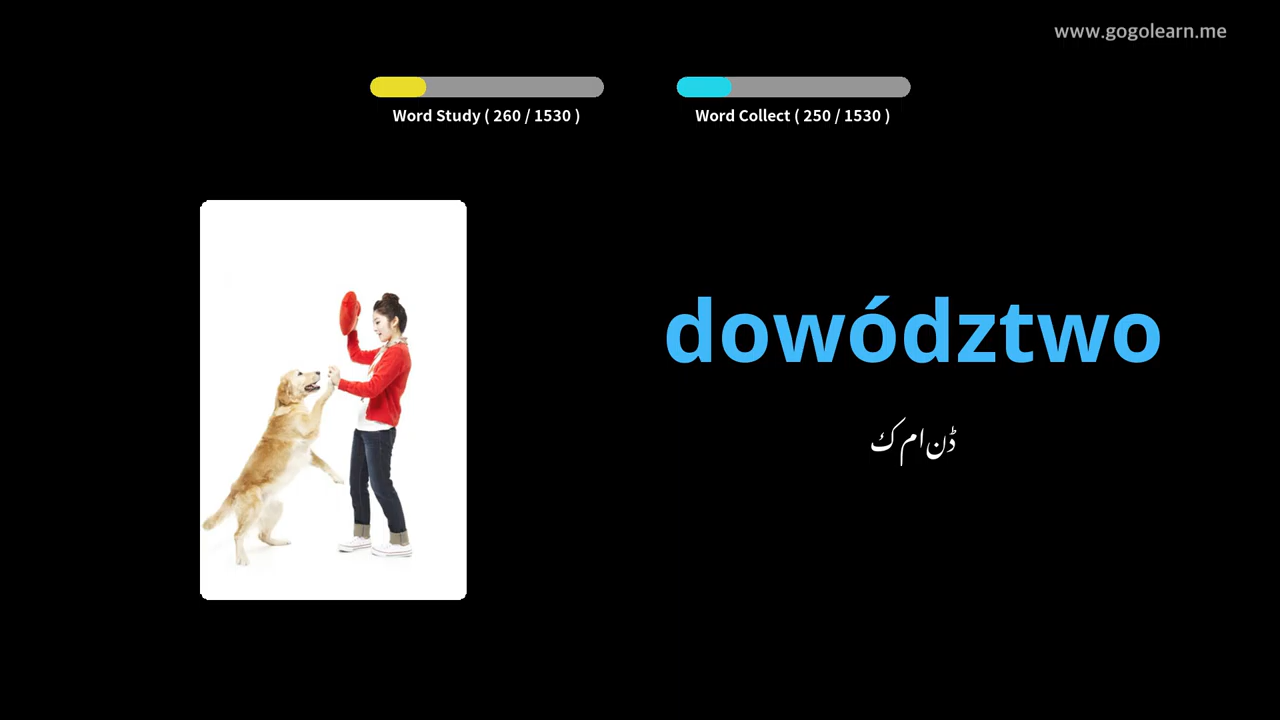 www.gogolearn.me
Word Study ( 260 / 1530 )
Word Collect ( 250 / 1530 )
dowództwo
ڈن ام ک